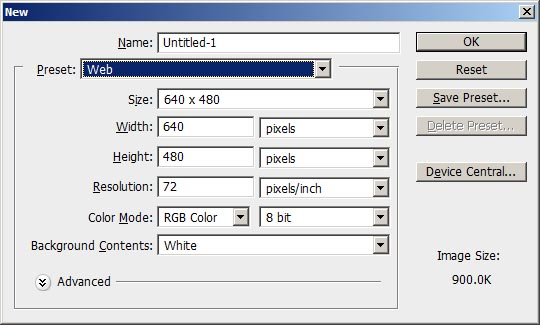 New
Name: Untitled-1
OK
Preset: Web
Reset
Size: 640 x 480
Save Preset...
Width: 640 pixels
Delete Preset...
Height: 480 pixels
Device Central...
Resolution: 72 pixels/inch
Color Mode: RGB Color 8 bit
Background Contents: White
Image Size:
900.0K
Advanced